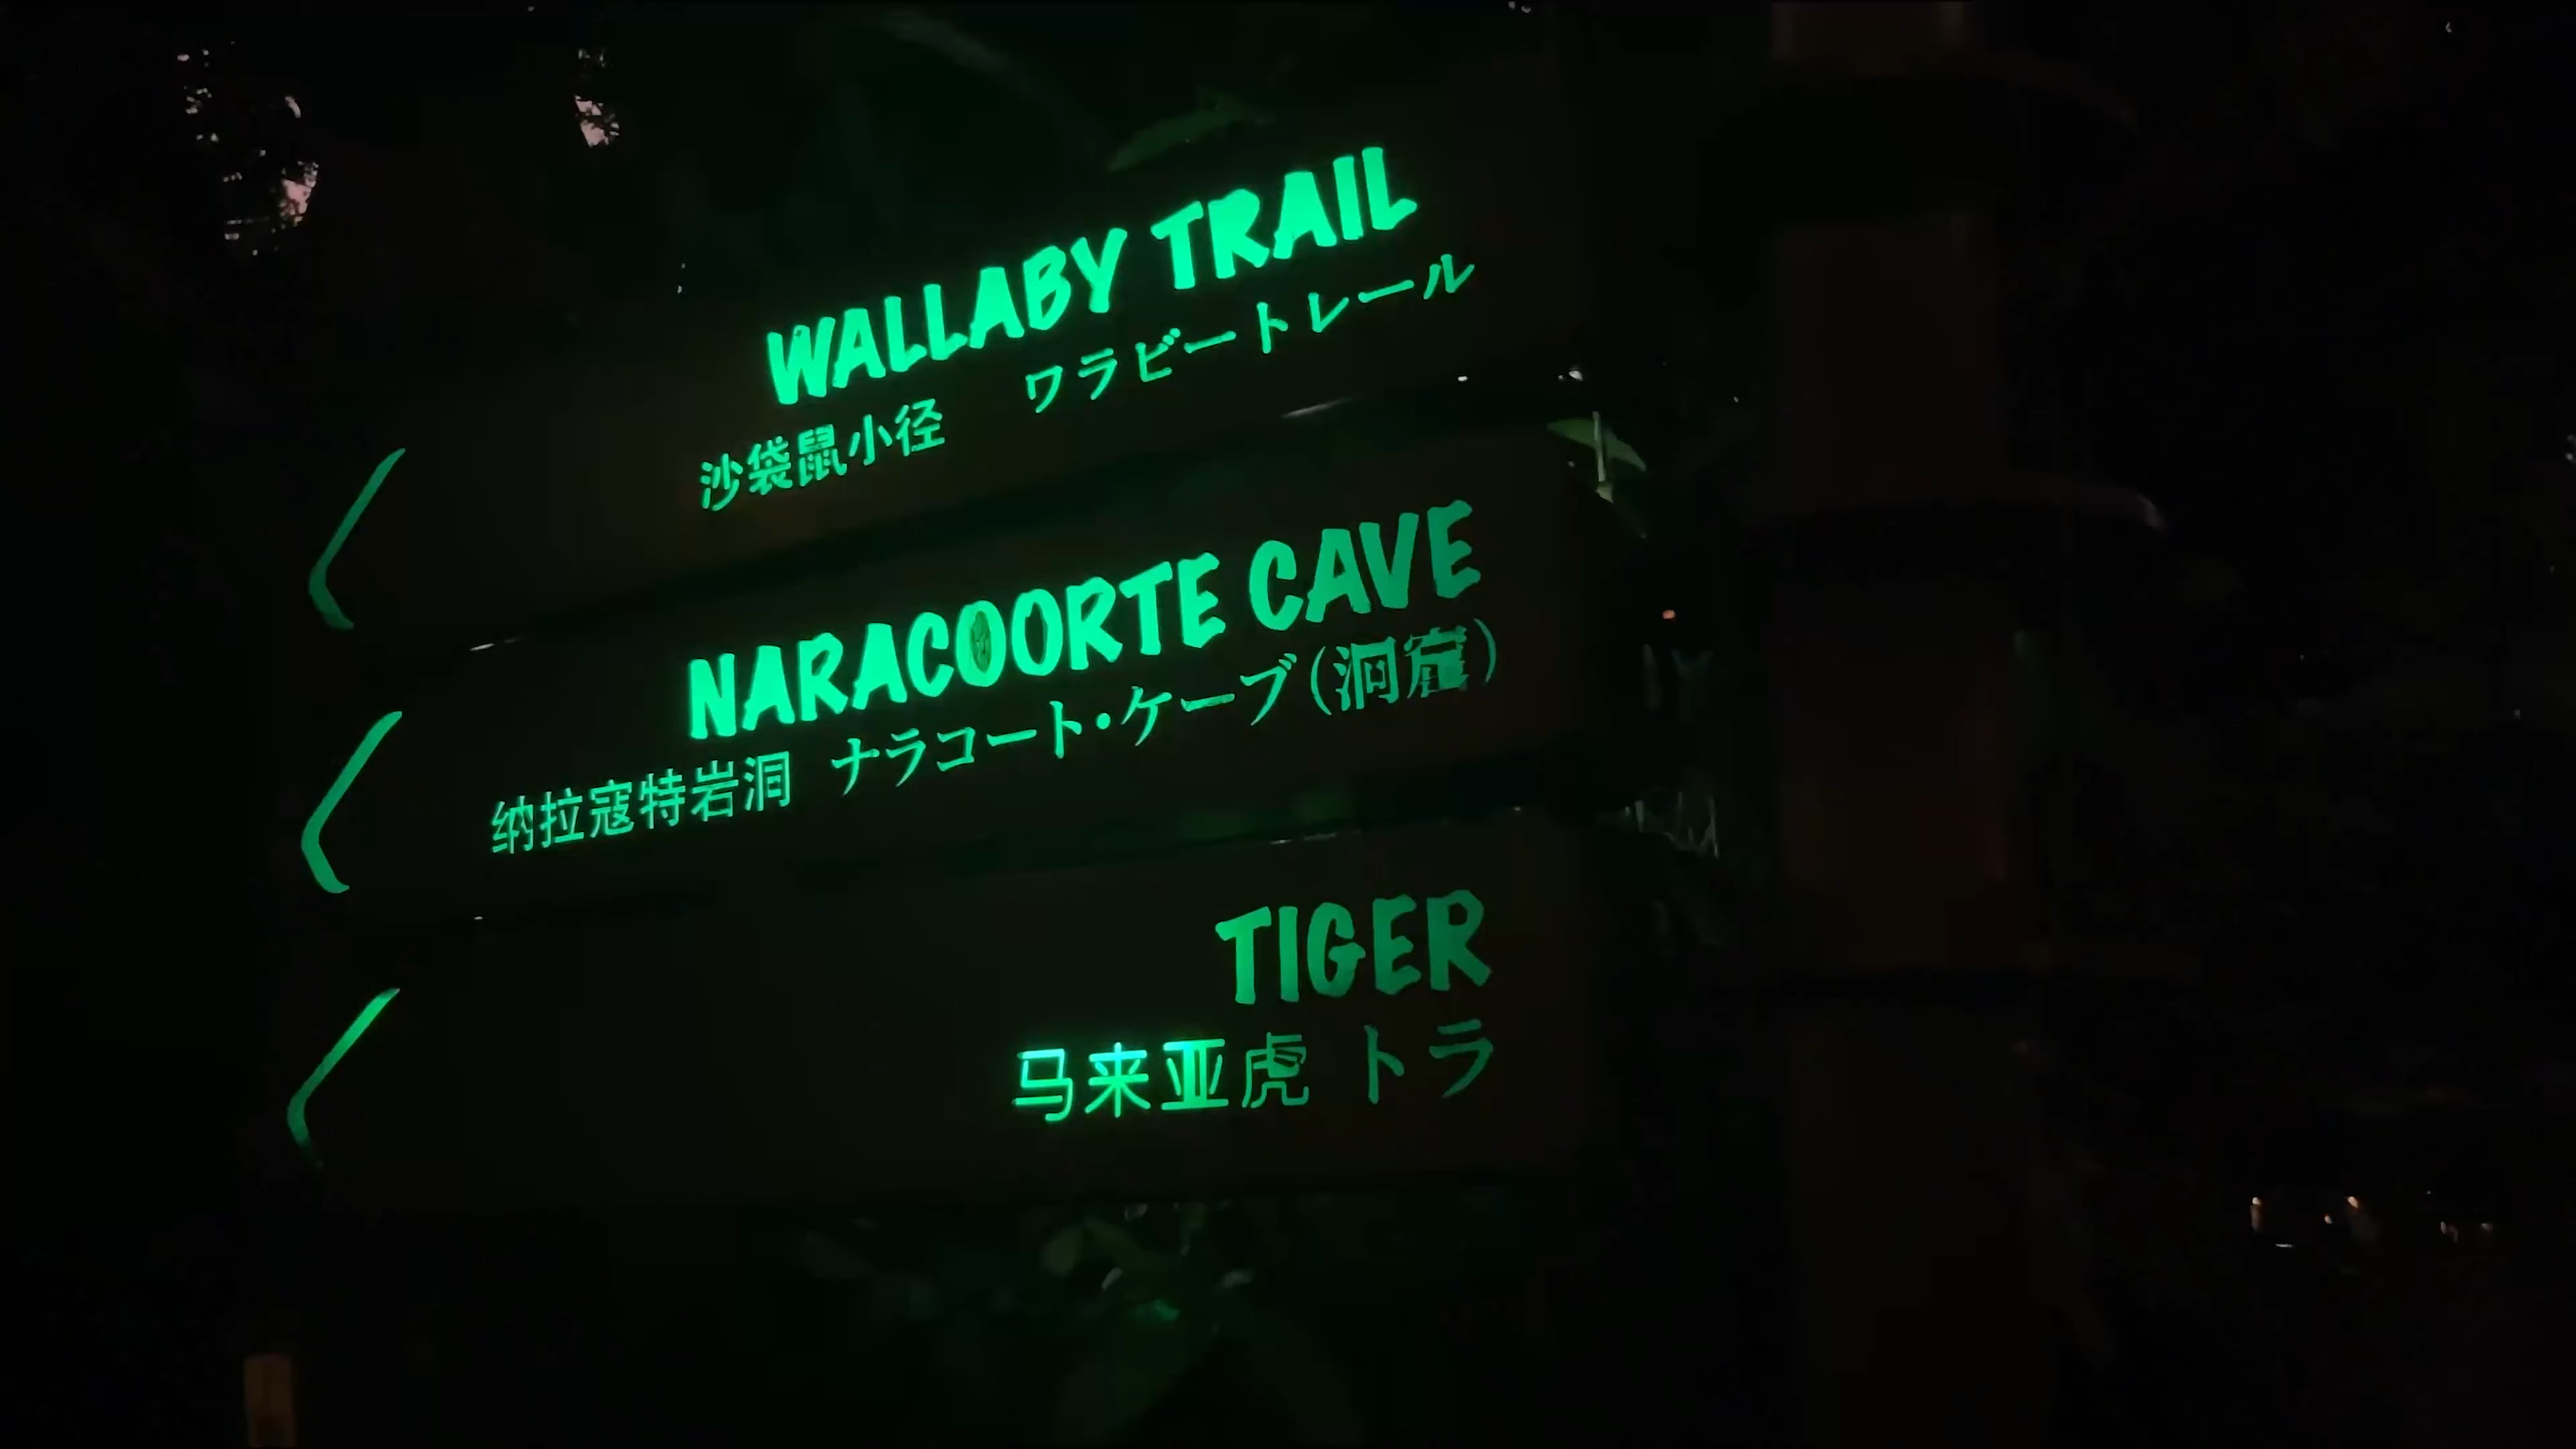 WALLABY TRAIL
沙袋鼠小径 ワラビートレール
NARACOORTE CAVE
纳拉寇特岩洞 ナラコート・ケーブ(洞窟)
TIGER
马来亚虎 トラ